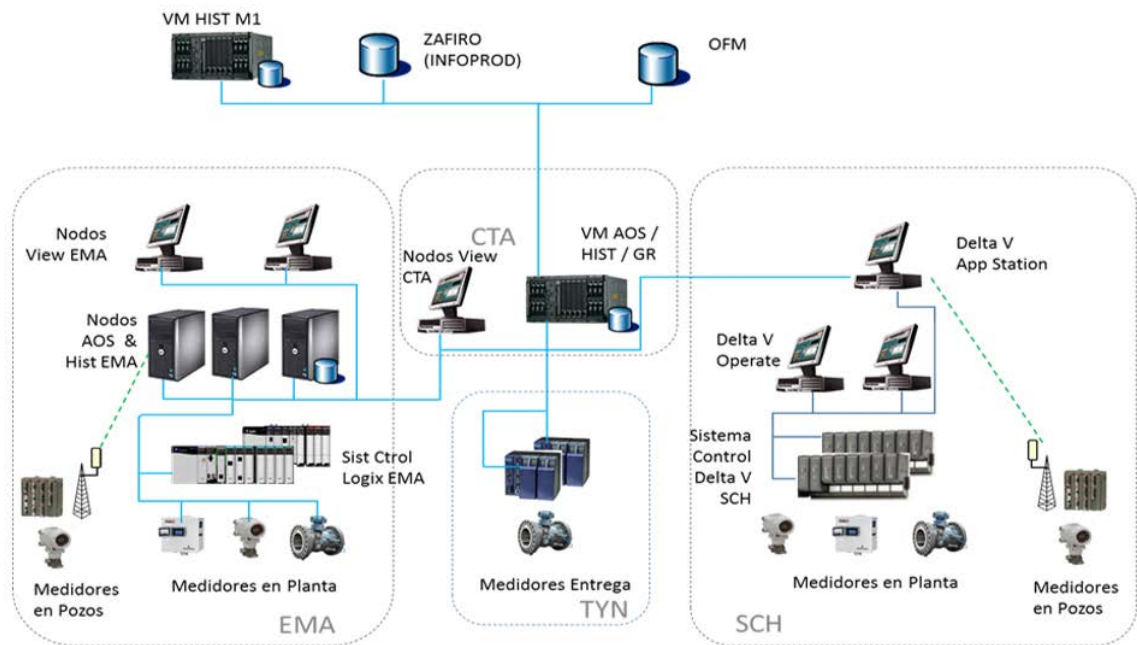 VM HIST M1
ZAFIRO
(INFOPROD)
OFM
Nodos
View EMA
Nodos
AOS &
Hist EMA
Sist Ctrol
Logix EMA
Medidores
en Pozos
Medidores en Planta
EMA
CTA
Nodos View
CTA
VM AOS /
HIST / GR
Medidores Entrega
TYN
Delta V
App Station
Delta V
Operate
Sistema
Control
Delta V
SCH
Medidores en Planta
Medidores
en Pozos
SCH